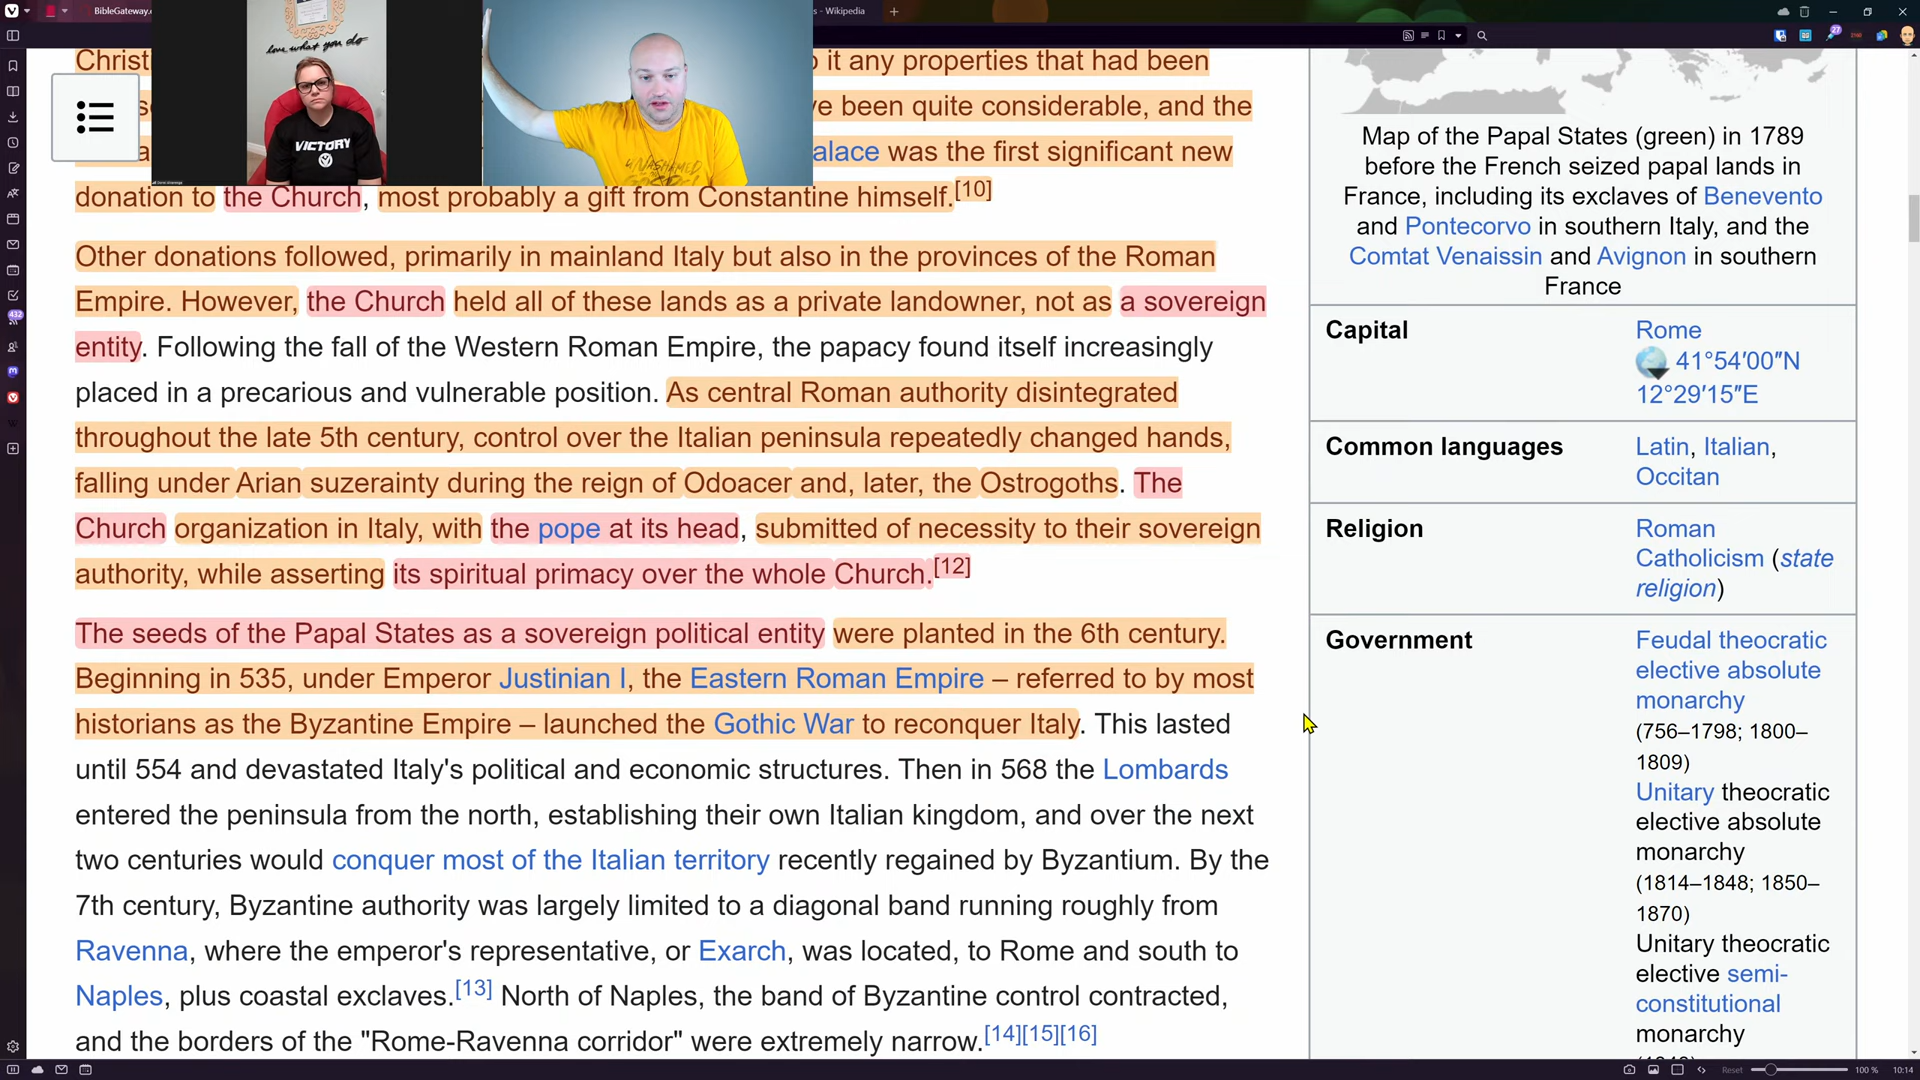 BibleGateway.c
s - Wikipedia
love what you do
VICTORY
UNASHAMED
Christ
o it any properties that had been
ve been quite considerable, and the
alace was the first significant new
donation to the Church, most probably a gift from Constantine himself.[10]
Other donations followed, primarily in mainland Italy but also in the provinces of the Roman
Empire. However, the Church held all of these lands as a private landowner, not as a sovereign
entity. Following the fall of the Western Roman Empire, the papacy found itself increasingly
placed in a precarious and vulnerable position. As central Roman authority disintegrated
throughout the late 5th century, control over the Italian peninsula repeatedly changed hands,
falling under Arian suzerainty during the reign of Odoacer and, later, the Ostrogoths. The
Church organization in Italy, with the pope at its head, submitted of necessity to their sovereign
authority, while asserting its spiritual primacy over the whole Church.[12]
The seeds of the Papal States as a sovereign political entity were planted in the 6th century.
Beginning in 535, under Emperor Justinian I, the Eastern Roman Empire – referred to by most
historians as the Byzantine Empire – launched the Gothic War to reconquer Italy. This lasted
until 554 and devastated Italy's political and economic structures. Then in 568 the Lombards
entered the peninsula from the north, establishing their own Italian kingdom, and over the next
two centuries would conquer most of the Italian territory recently regained by Byzantium. By the
7th century, Byzantine authority was largely limited to a diagonal band running roughly from
Ravenna, where the emperor's representative, or Exarch, was located, to Rome and south to
Naples, plus coastal exclaves.[13] North of Naples, the band of Byzantine control contracted,
and the borders of the "Rome-Ravenna corridor" were extremely narrow.[14][15][16]
Map of the Papal States (green) in 1789
before the French seized papal lands in
France, including its exclaves of Benevento
and Pontecorvo in southern Italy, and the
Comtat Venaissin and Avignon in southern
France
Capital
Rome
41°54′00″N
12°29′15″E
Common languages
Latin, Italian,
Occitan
Religion
Roman
Catholicism (state
religion)
Government
Feudal theocratic
elective absolute
monarchy
(756–1798; 1800–
1809)
Unitary theocratic
elective absolute
monarchy
(1814–1848; 1850–
1870)
Unitary theocratic
elective semi-
constitutional
monarchy
432
27
Reset
100 %
10:14